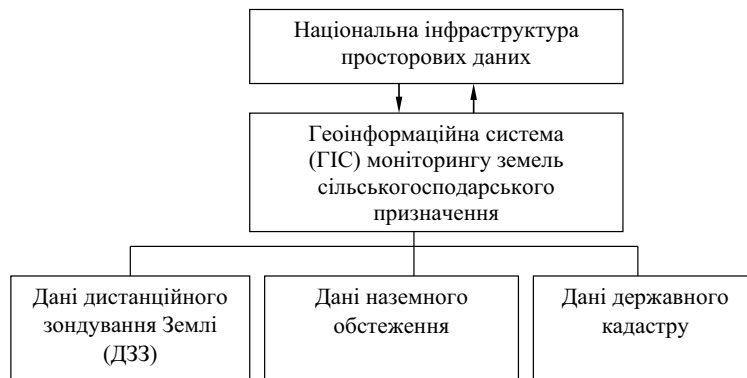 Національна інфраструктура
просторових даних
Геоінформаційна система
(ГІС) моніторингу земель
сільськогосподарського
призначення
Дані дистанційного
зондування Землі
(ДЗЗ)
Дані наземного
обстеження
Дані державного
кадастру